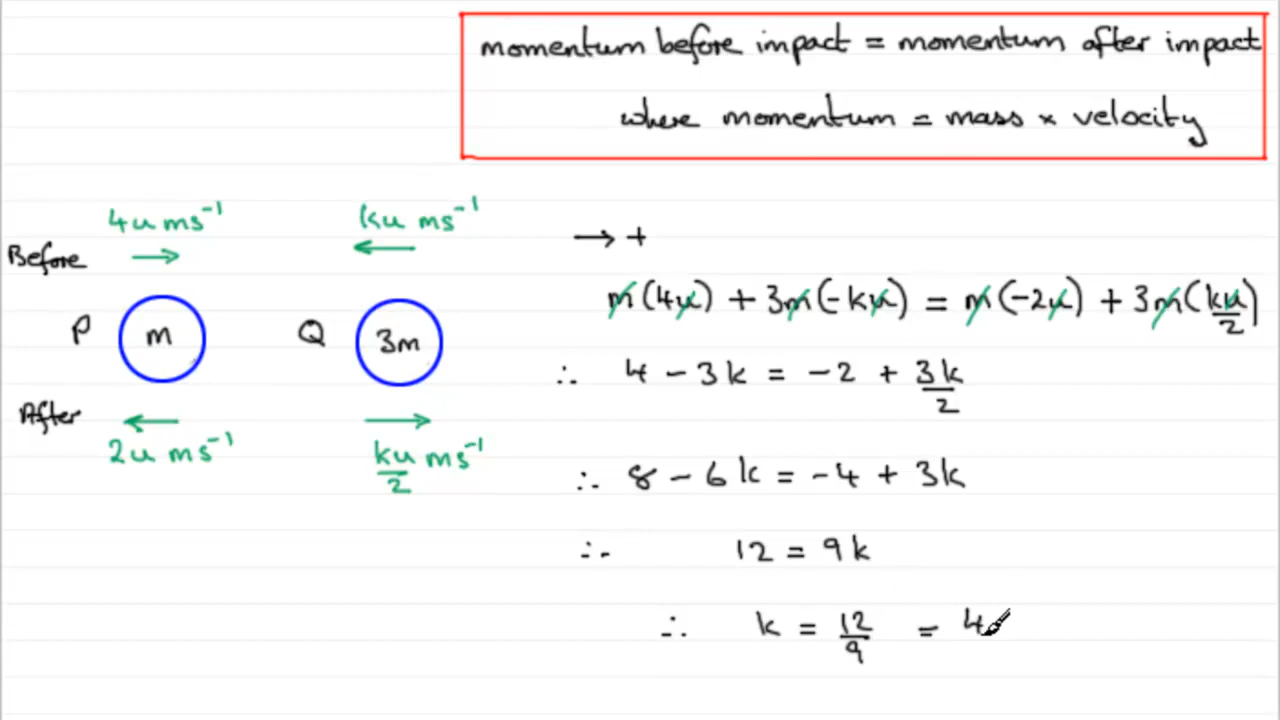 momentum before impact = momentum after impact
where momentum = mass × velocity
4u ms⁻¹
ku ms⁻¹
Before
P
m
Q
3m
After
2u ms⁻¹
ku/2 ms⁻¹
→ +
m(4u) + 3m(-ku) = m(-2u) + 3m(ku/2)
∴ 4 - 3k = -2 + 3k/2
∴ 8 - 6k = -4 + 3k
∴ 12 = 9k
∴ k = 12/9 = 4